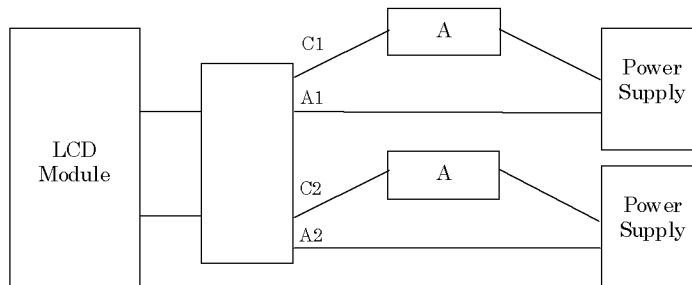 C1
A
Power
Supply
A1
LCD
Module
C2
A
Power
Supply
A2